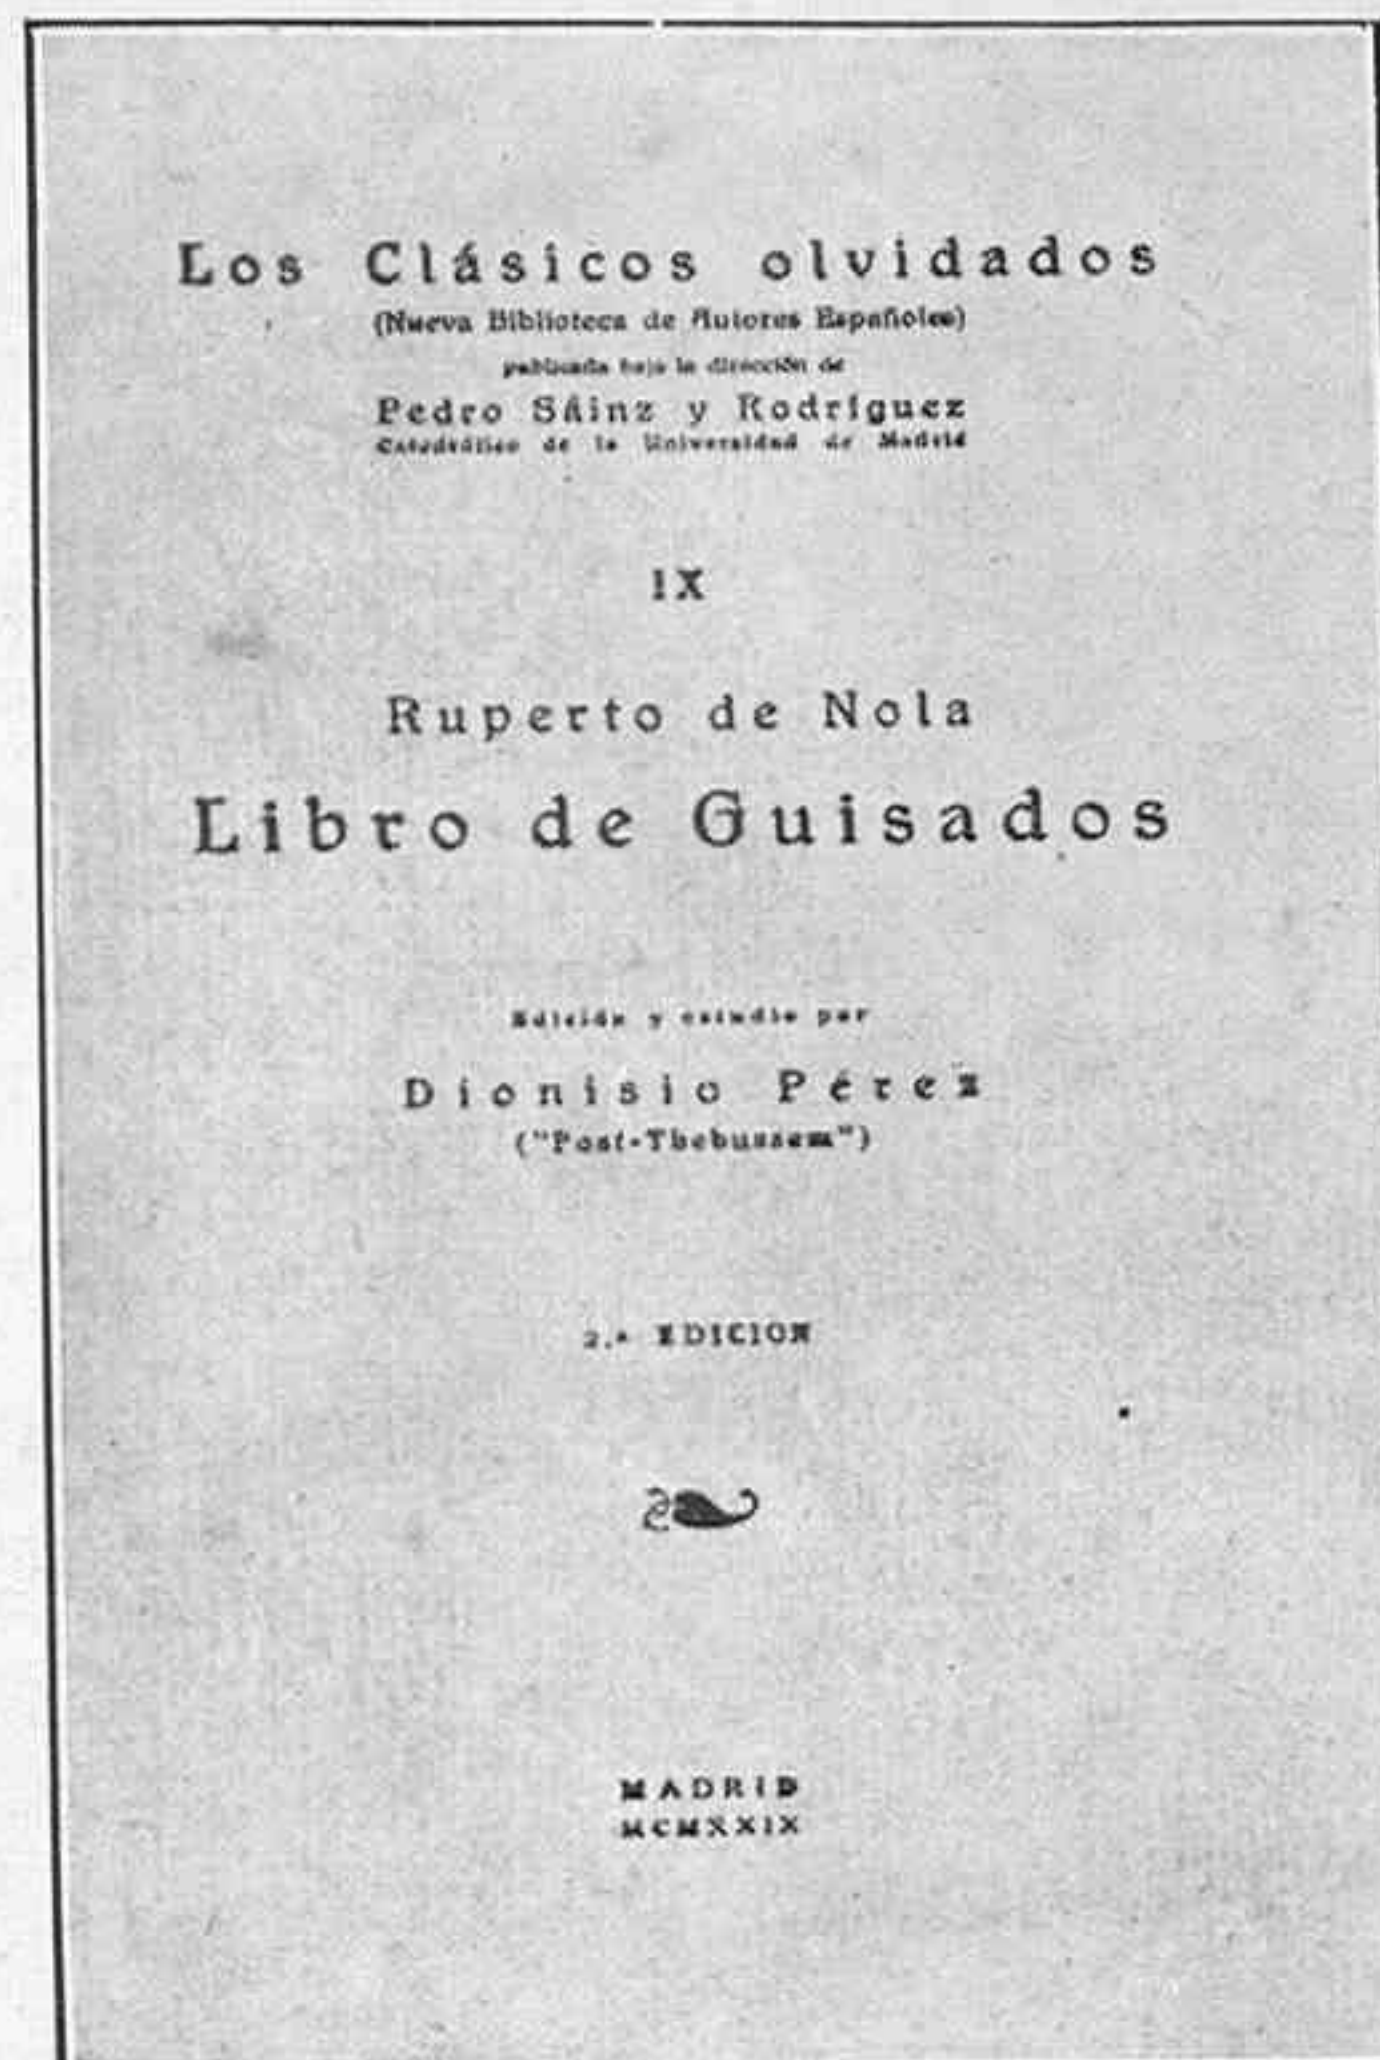 Los Clásicos olvidados
(Nueva Biblioteca de Autores Españoles)
publicada bajo la dirección de
Pedro SÁinz y Rodríguez
Catedrático de la Universidad de Madrid
IX
Ruperto de Nola
Libro de Guisados
Edición y estudio por
Dionisio Pérez
("Post-Thebussem")
2.ª EDICION
MADRID
MCMXXIX